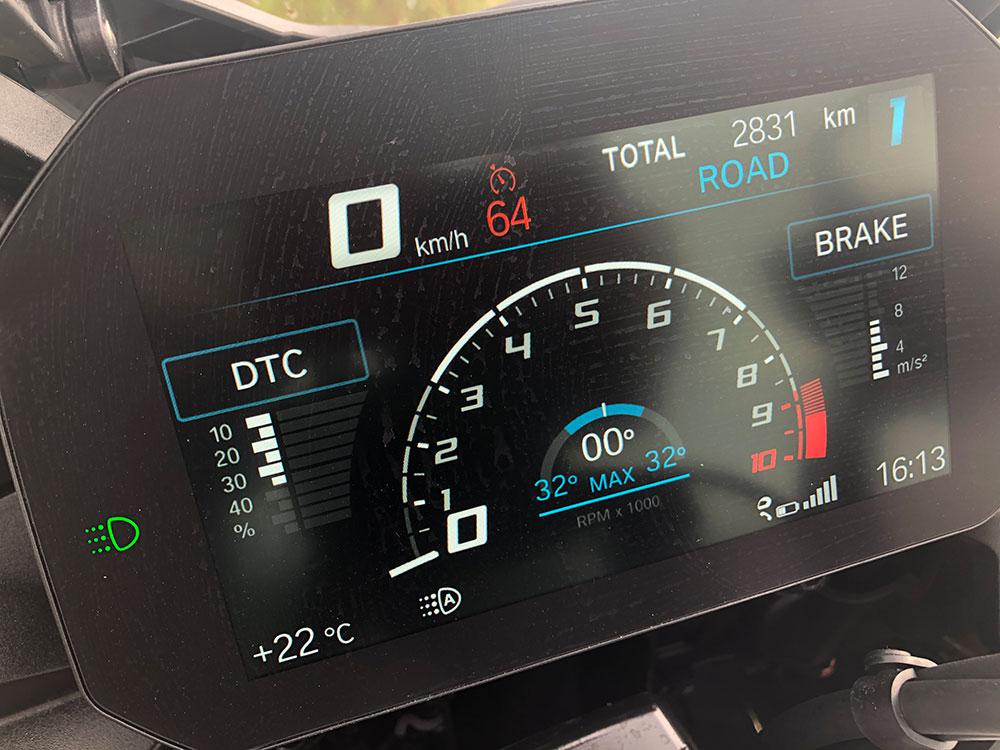 TOTAL 2831 km 1
0 km/h 64 ROAD
BRAKE
12
8
4
m/s²
DTC
10
20
30
40
%
0
1
2
3
4
5
6
7
8
9
10
00°
32° MAX 32°
RPM x 1000
16:13
A
+22 °C